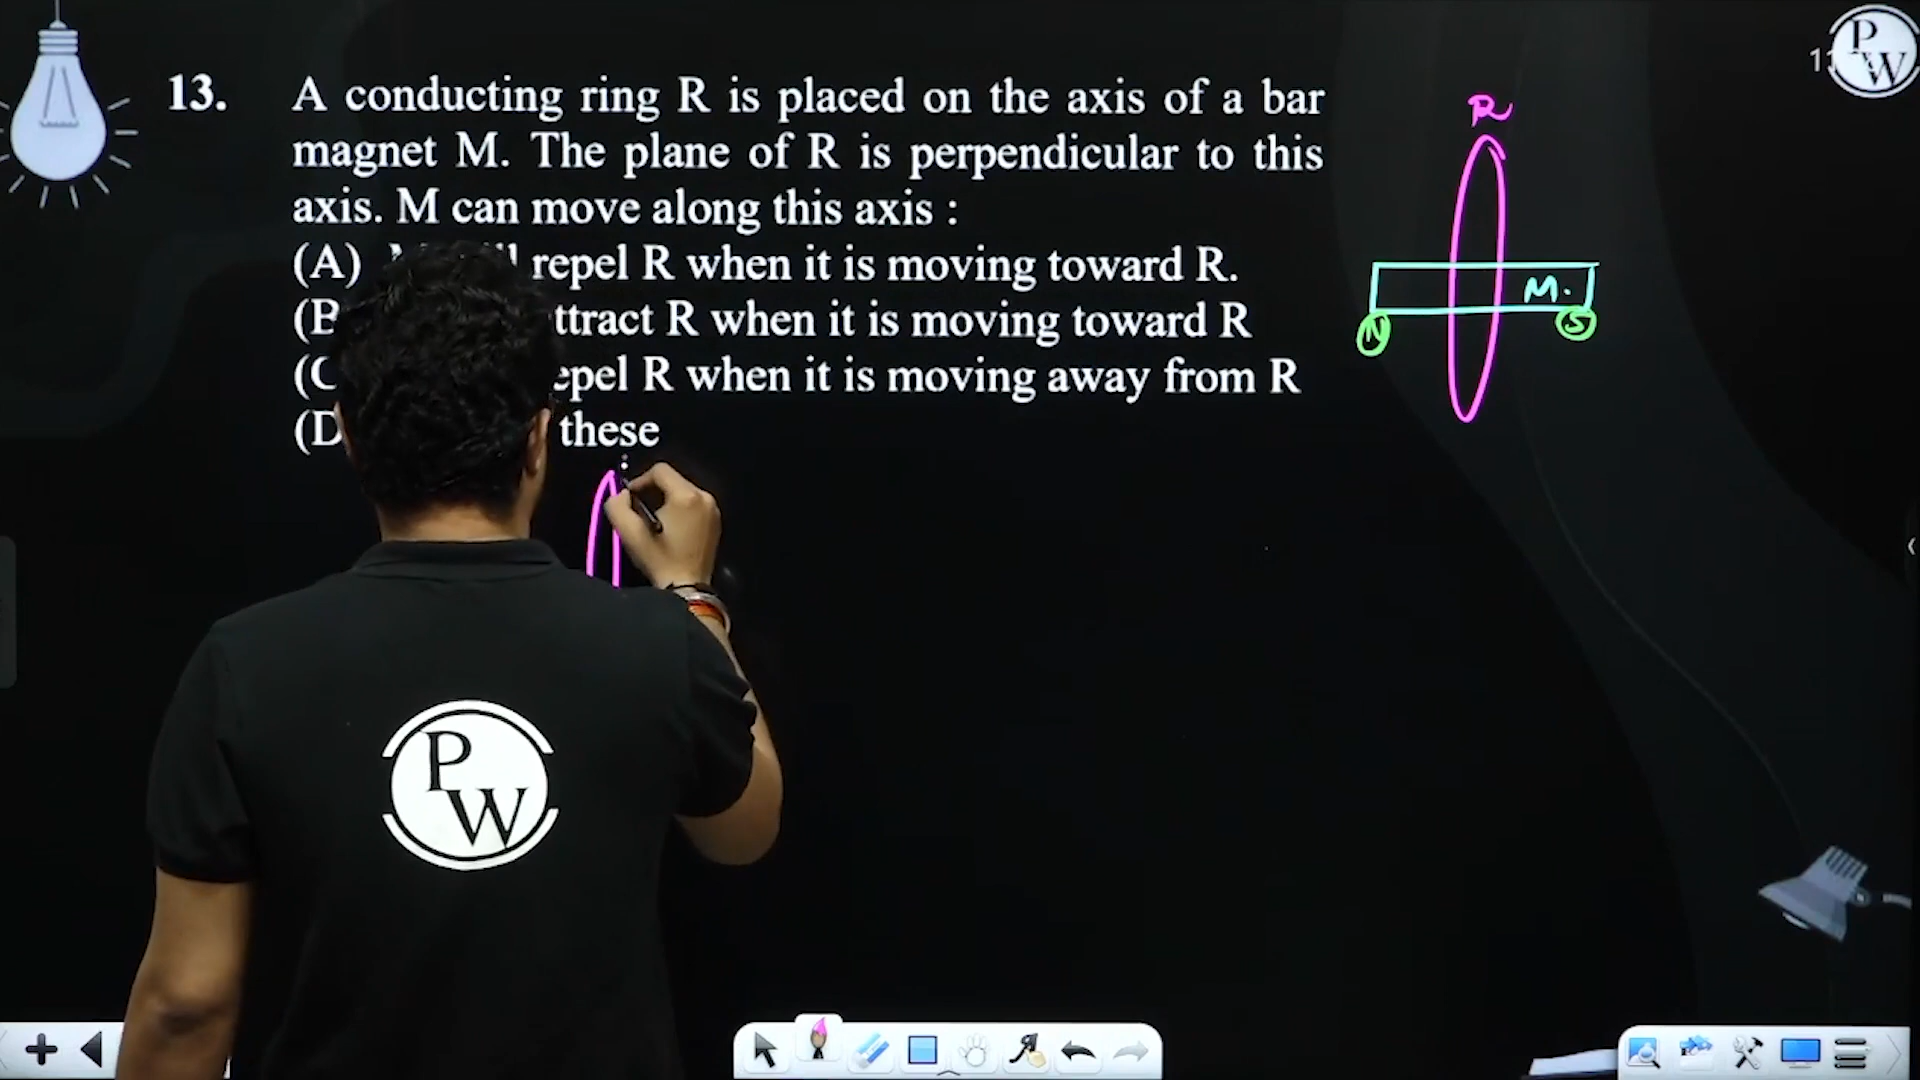 13. A conducting ring R is placed on the axis of a bar
magnet M. The plane of R is perpendicular to this
axis. M can move along this axis :
(A) repel R when it is moving toward R.
(B R when it is moving toward R
(C R when it is moving away from R
(D these
R
M.
N
S
PW
PW